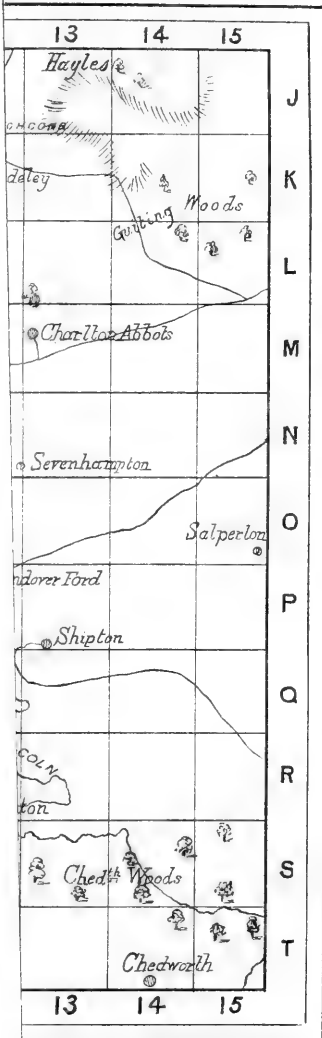 13 14 15
Hayles
J
CHCOMB
K
deley
Woods
Guiting
L
Charlton Abbots
M
N
Sevenhampton
O
Salperton
ndover Ford
P
Shipton
Q
COLN
R
ton
S
Chedth Woods
T
Chedworth
13 14 15